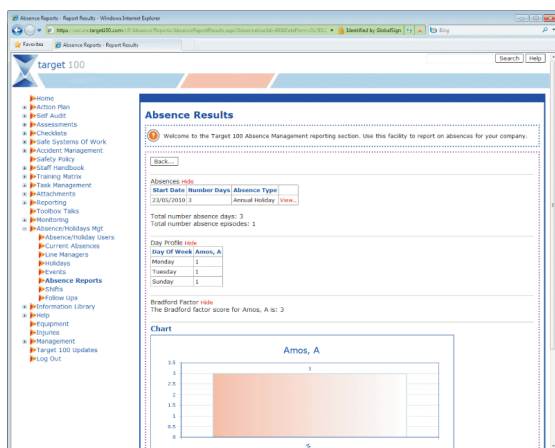 Absence Reports - Report Results - Windows Internet Explorer
Identified by GlobalSign
Bing
Favorites
Absence Reports - Report Results
target 100
Search
Help
Home
Action Plan
Self Audit
Assessments
Checklists
Safe Systems Of Work
Accident Management
Safety Policy
Staff Handbook
Training Matrix
Task Management
Attachments
Reporting
Toolbox Talks
Monitoring
Absence/Holidays Mgt
Absence/Holiday Users
Current Absences
Line Managers
Holidays
Events
Absence Reports
Shifts
Follow Ups
Information Library
Help
Equipment
Injuries
Management
Target 100 Updates
Log Out
Absence Results
Welcome to the Target 100 Absence Management reporting section. Use this facility to report on absences for your company.
Back...
Absences Hide
Start Date Number Days Absence Type
23/05/2010 3 Annual Holiday View..
Total number absence days: 3
Total number absence episodes: 1
Day Profile Hide
Day Of Week Amos, A
Monday 1
Tuesday 1
Sunday 1
Bradford Factor Hide
The Bradford factor score for Amos, A is: 3
Chart
Amos, A
3
3.5
3
2.5
2
1.5
1
0.5
0